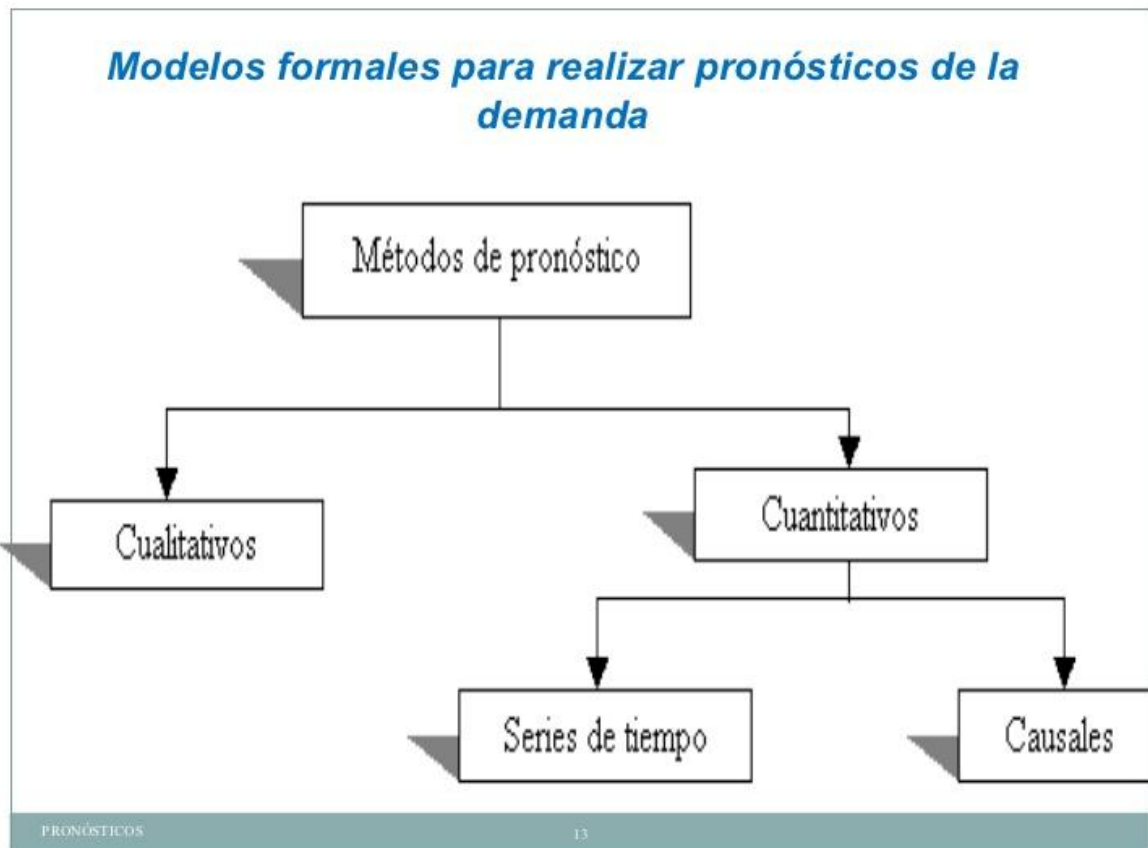 Modelos formales para realizar pronósticos de la
demanda
Métodos de pronóstico
Cualitativos
Cuantitativos
Series de tiempo
Causales
PRONÓSTICOS
13